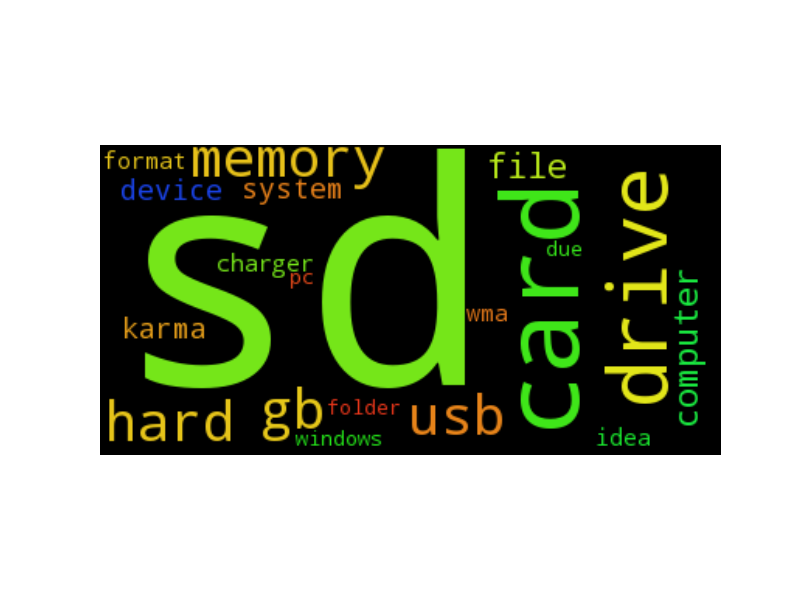 format
memory
file
device
system
sd
card
drive
due
charger
pc
computer
wma
karma
hard
gb
folder
usb
windows
idea